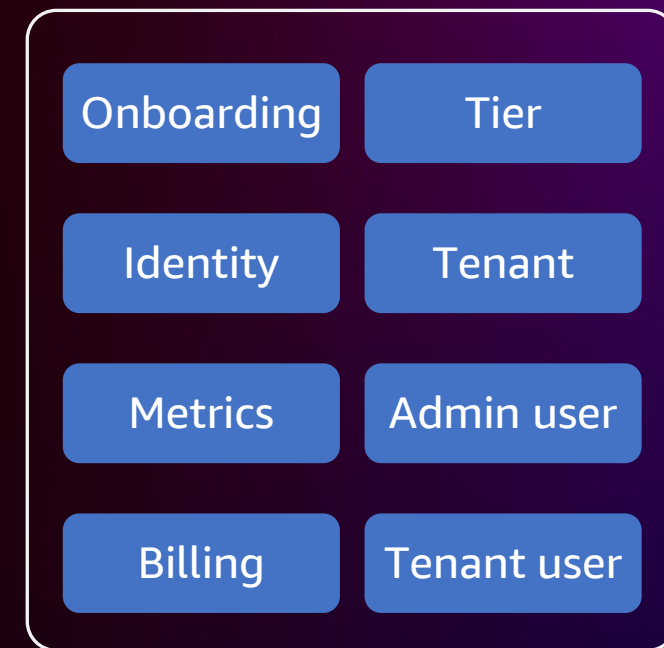 Onboarding
Tier
Identity
Tenant
Metrics
Admin user
Billing
Tenant user